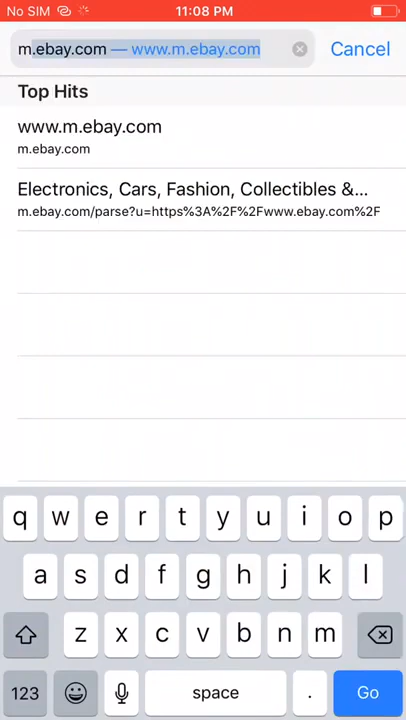 No SIM 11:08 PM
m.ebay.com — www.m.ebay.com Cancel
Top Hits
www.m.ebay.com
m.ebay.com
Electronics, Cars, Fashion, Collectibles &...
m.ebay.com/parse?u=https%3A%2F%2Fwww.ebay.com%2F
q w e r t y u i o p
a s d f g h j k l
z x c v b n m
123 space . Go